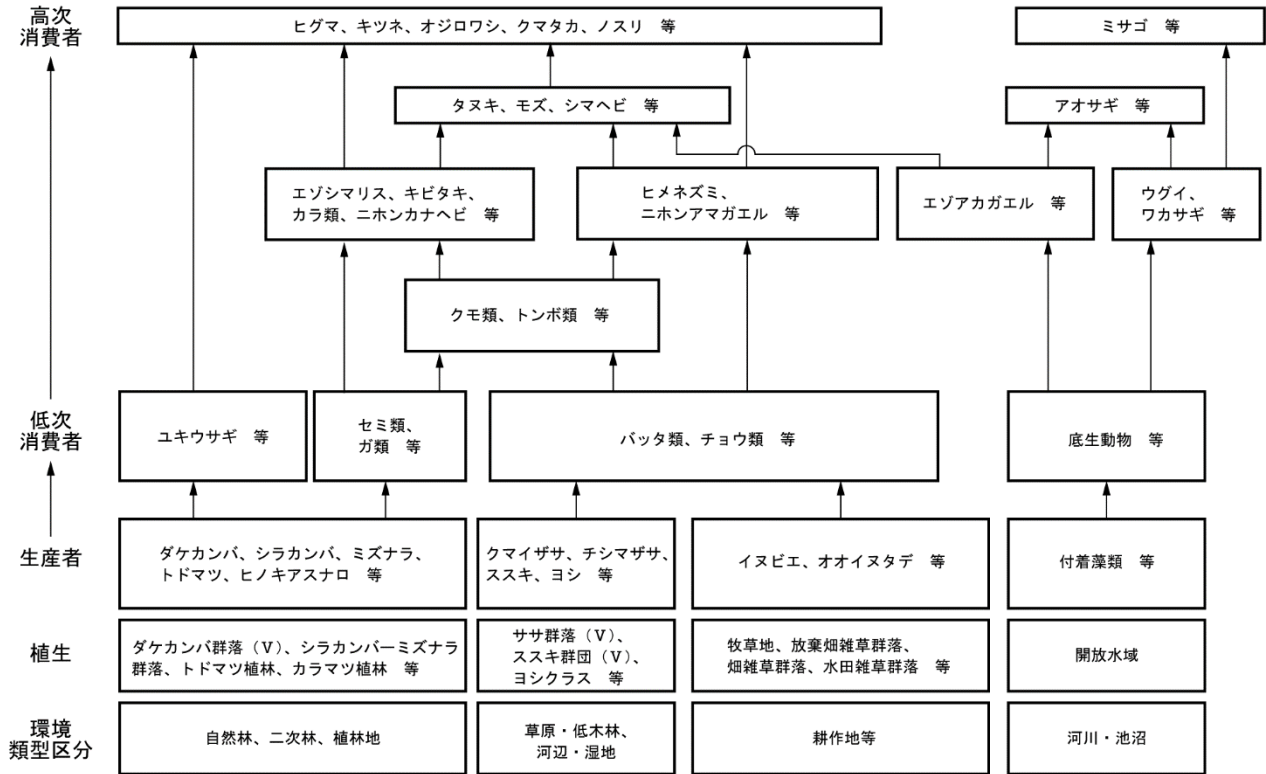 高次
消費者
ヒグマ、キツネ、オジロワシ、クマタカ、ノスリ　等
ミサゴ　等
タヌキ、モズ、シマヘビ　等
アオサギ　等
エゾシマリス、キビタキ、
カラ類、ニホンカナヘビ　等
ヒメネズミ、
ニホンアマガエル　等
エゾアカガエル　等
ウグイ、
ワカサギ　等
クモ類、トンボ類　等
低次
消費者
ユキウサギ　等
セミ類、
ガ類　等
バッタ類、チョウ類　等
底生動物　等
生産者
ダケカンバ、シラカンバ、ミズナラ、
トドマツ、ヒノキアスナロ　等
クマイザサ、チシマザサ、
ススキ、ヨシ　等
イヌビエ、オオイヌタデ　等
付着藻類　等
植生
ダケカンバ群落（Ⅴ）、シラカンバーミズナラ
群落、トドマツ植林、カラマツ植林　等
ササ群落（Ⅴ）、
ススキ群団（Ⅴ）、
ヨシクラス　等
牧草地、放棄畑雑草群落、
畑雑草群落、水田雑草群落　等
開放水域
環境
類型区分
自然林、二次林、植林地
草原・低木林、
河辺・湿地
耕作地等
河川・池沼